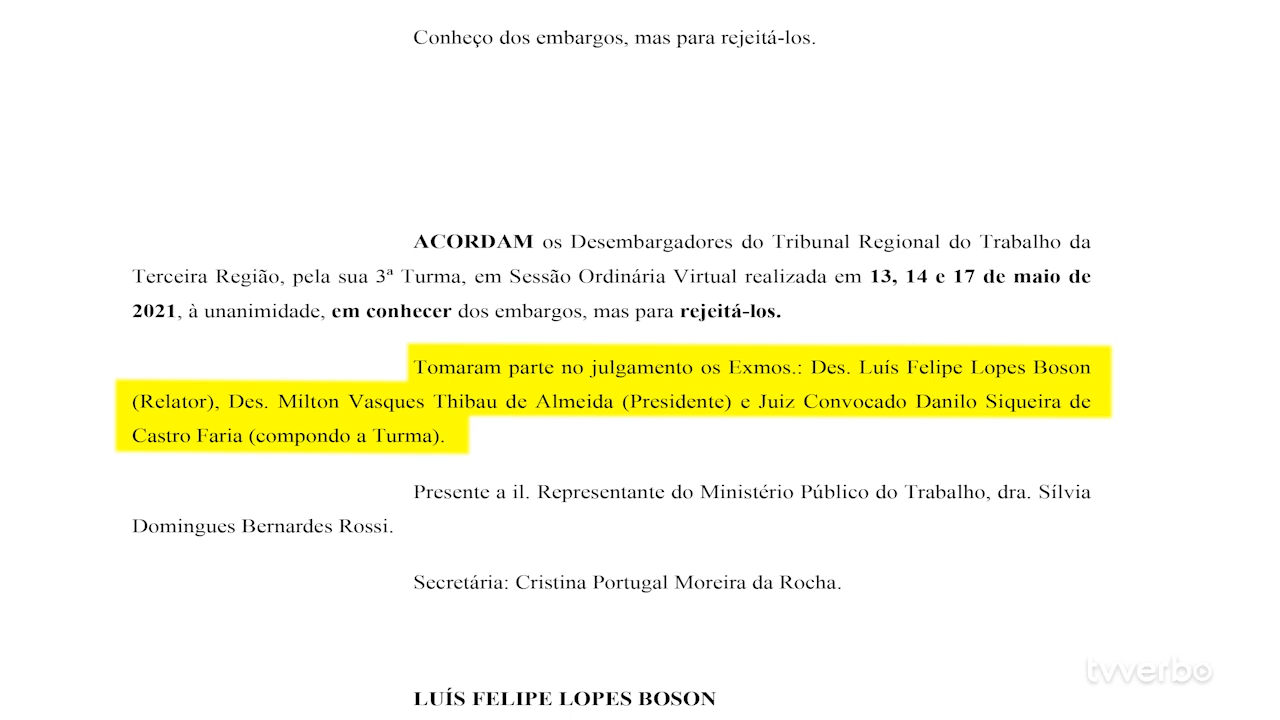 Conheço dos embargos, mas para rejeitá-los.
ACORDAM os Desembargadores do Tribunal Regional do Trabalho da
Terceira Região, pela sua 3ª Turma, em Sessão Ordinária Virtual realizada em 13, 14 e 17 de maio de
2021, à unanimidade, em conhecer dos embargos, mas para rejeitá-los.
Tomaram parte no julgamento os Exmos.: Des. Luís Felipe Lopes Boson
(Relator), Des. Milton Vasques Thibau de Almeida (Presidente) e Juiz Convocado Danilo Siqueira de
Castro Faria (compondo a Turma).
Presente a il. Representante do Ministério Público do Trabalho, dra. Sílvia
Domingues Bernardes Rossi.
Secretária: Cristina Portugal Moreira da Rocha.
tvverbo
LUÍS FELIPE LOPES BOSON